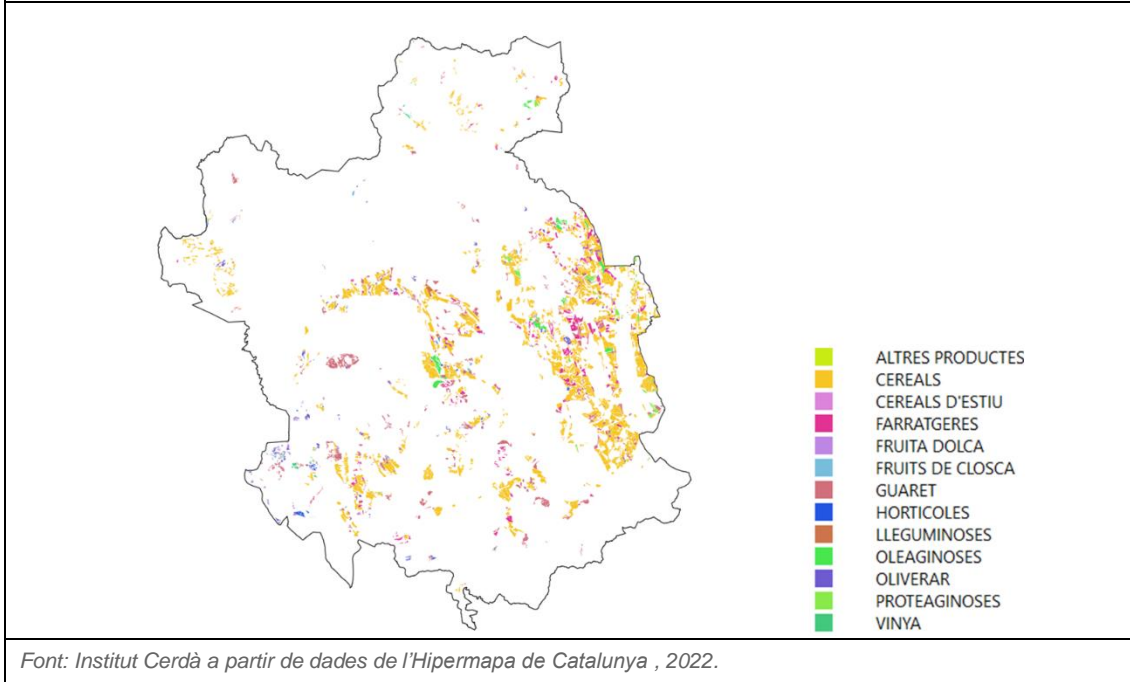 ALTRES PRODUCTES
CEREALS
CEREALS D'ESTIU
FARRATGERES
FRUITA DOLCA
FRUITS DE CLOSCA
GUARET
HORTICOLES
LLEGUMINOSES
OLEAGINOSES
OLIVERAR
PROTEAGINOSES
VINYA
Font: Institut Cerdà a partir de dades de l'Hipermapa de Catalunya , 2022.